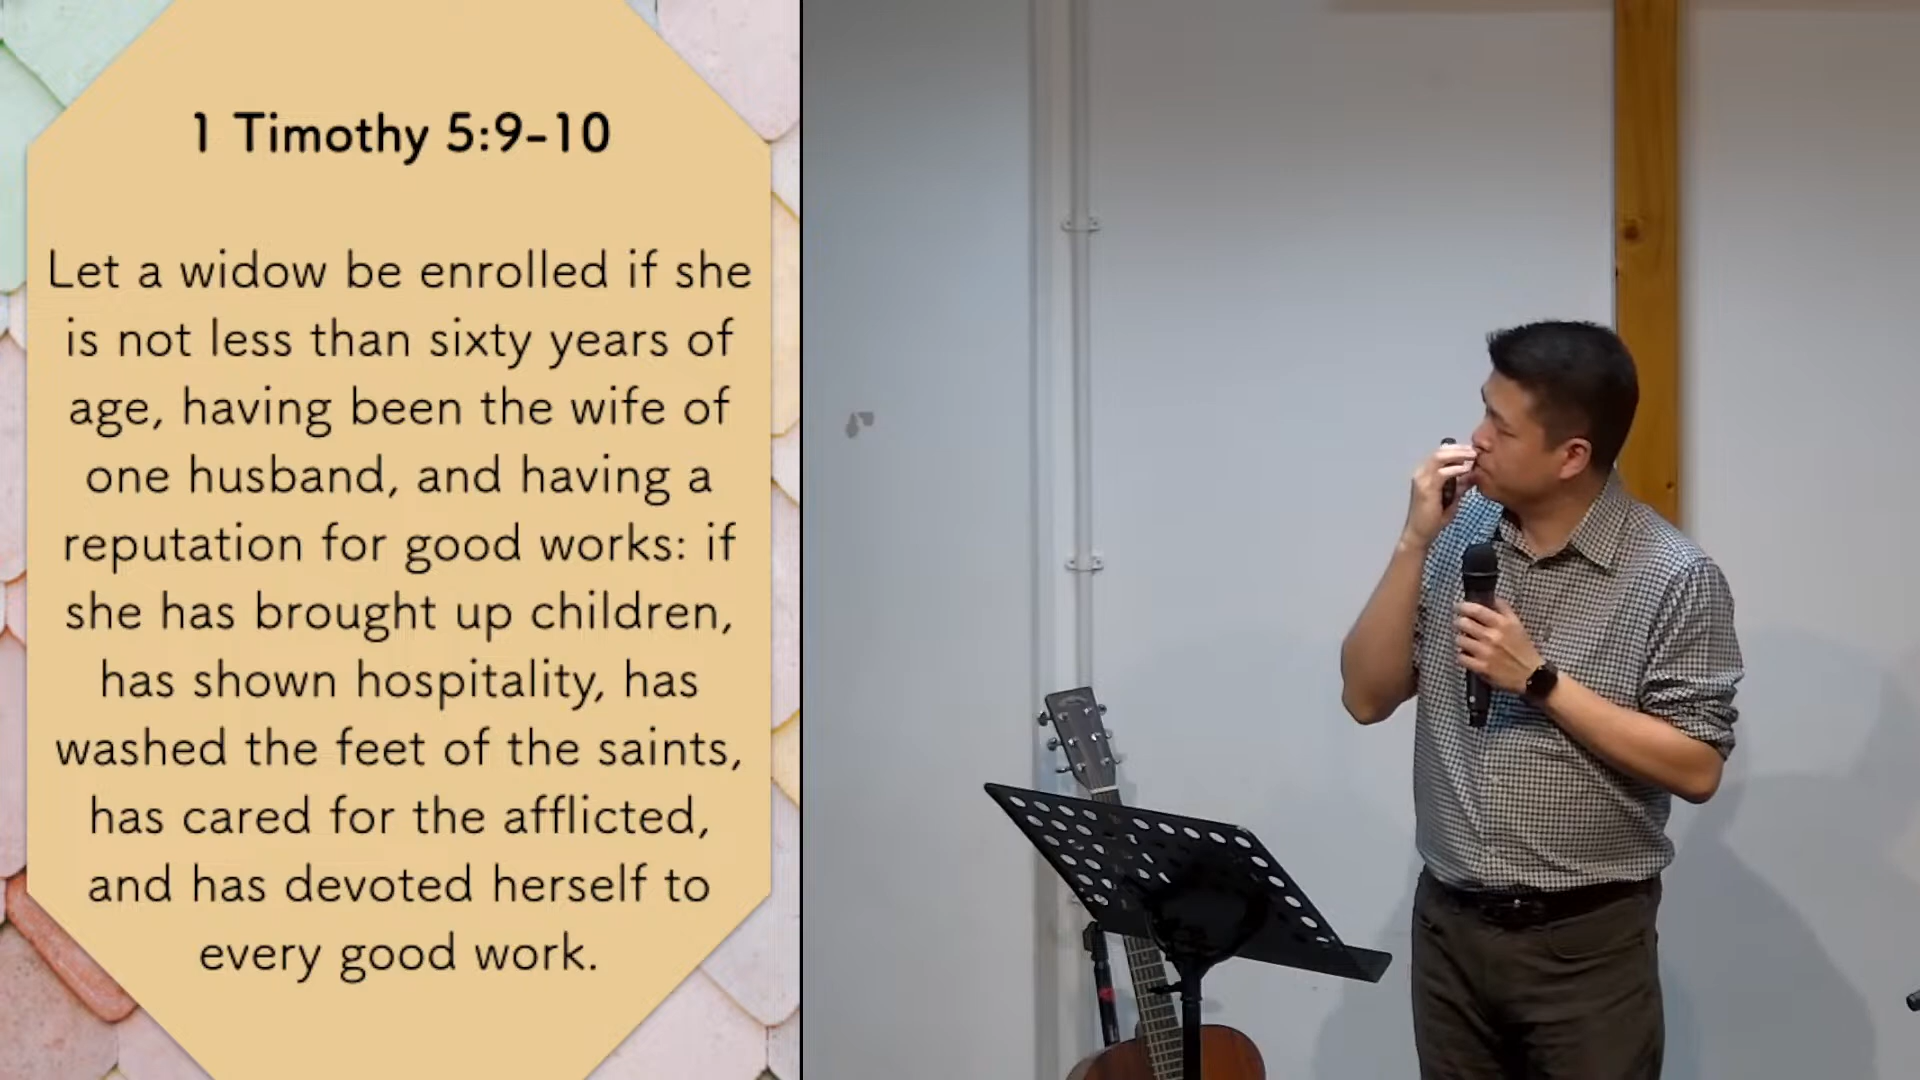 1 Timothy 5:9-10
Let a widow be enrolled if she
is not less than sixty years of
age, having been the wife of
one husband, and having a
reputation for good works: if
she has brought up children,
has shown hospitality, has
washed the feet of the saints,
has cared for the afflicted,
and has devoted herself to
every good work.